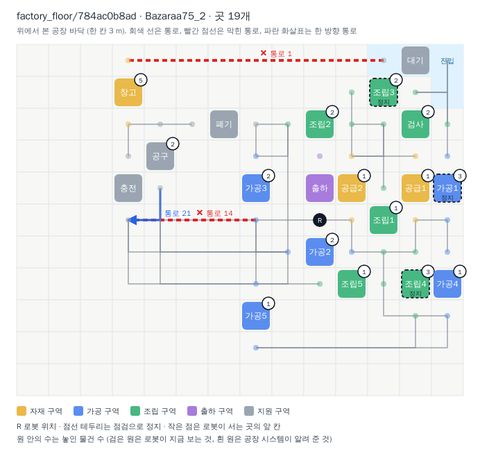 factory_floor/784ac0b8ad · Bazaraa75_2 · 곳 19개
위에서 본 공장 바닥 (한 칸 3 m). 회색 선은 통로, 빨간 점선은 막힌 통로, 파란 화살표는 한 방향 통로
✕ 통로 1
대기
전입
창고
5
조립3
2
정지
폐기
조립2
2
검사
2
공구
2
충전
가공3
2
출하
공급2
1
공급1
1
가공1
3
정지
통로 21
✕ 통로 14
R
조립1
1
가공2
2
조립5
1
조립4
3
정지
가공4
1
가공5
1
자재 구역
가공 구역
조립 구역
출하 구역
지원 구역
R 로봇 위치 · 점선 테두리는 점검으로 정지 · 작은 점은 로봇이 서는 곳의 앞 칸
원 안의 수는 놓인 물건 수 (검은 원은 로봇이 지금 보는 것, 흰 원은 공장 시스템이 알려 준 것)